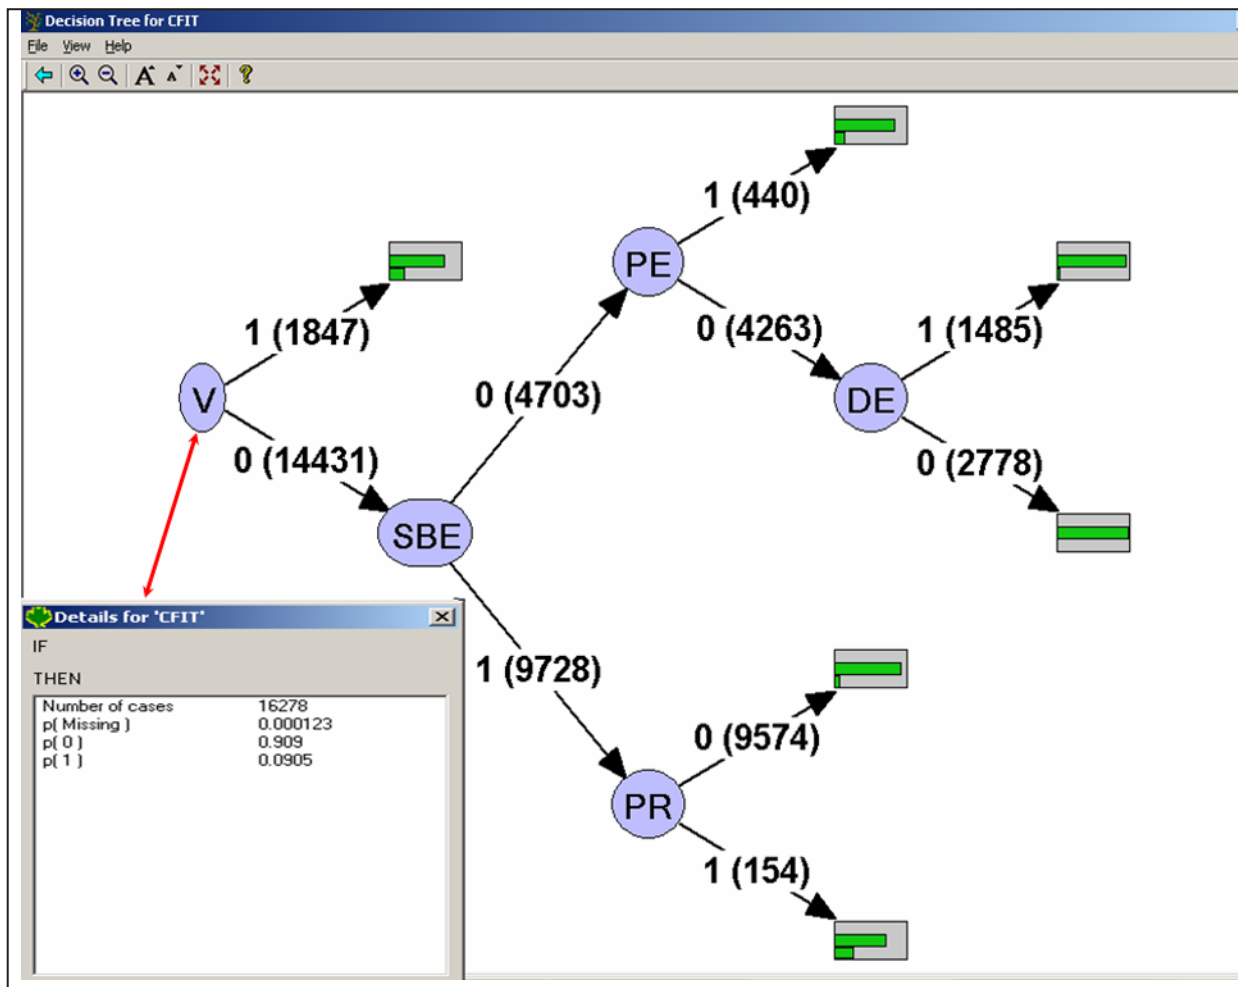 Decision Tree for CFIT
File View Help
A A ?
1 (440)
PE
1 (1847)
0 (4263)
1 (1485)
V
0 (4703)
DE
0 (14431)
0 (2778)
SBE
1 (9728)
0 (9574)
PR
1 (154)
Details for 'CFIT'
IF
THEN
Number of cases 16278
p( Missing ) 0.000123
p( 0 ) 0.909
p( 1 ) 0.0905